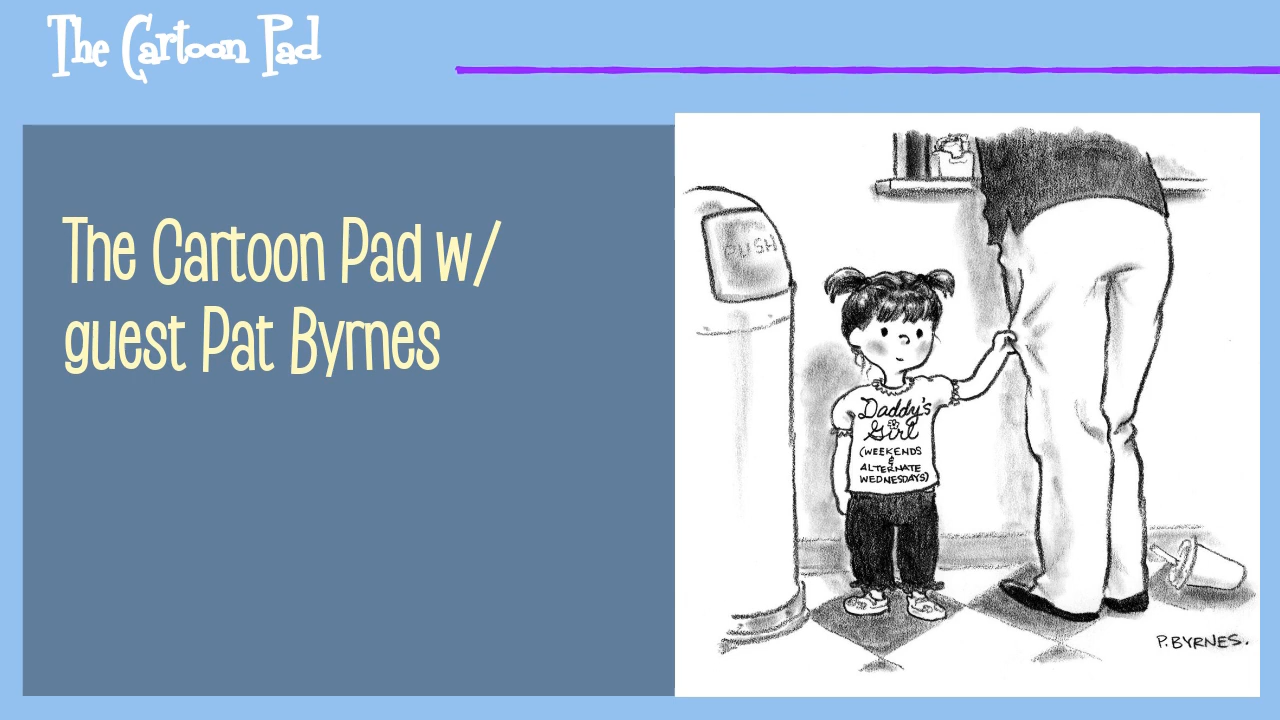 The Cartoon Pad
The Cartoon Pad w/
guest Pat Byrnes
PUSH
Daddy's
Girl
(WEEKENDS
&
ALTERNATE
WEDNESDAYS)
P. BYRNES.